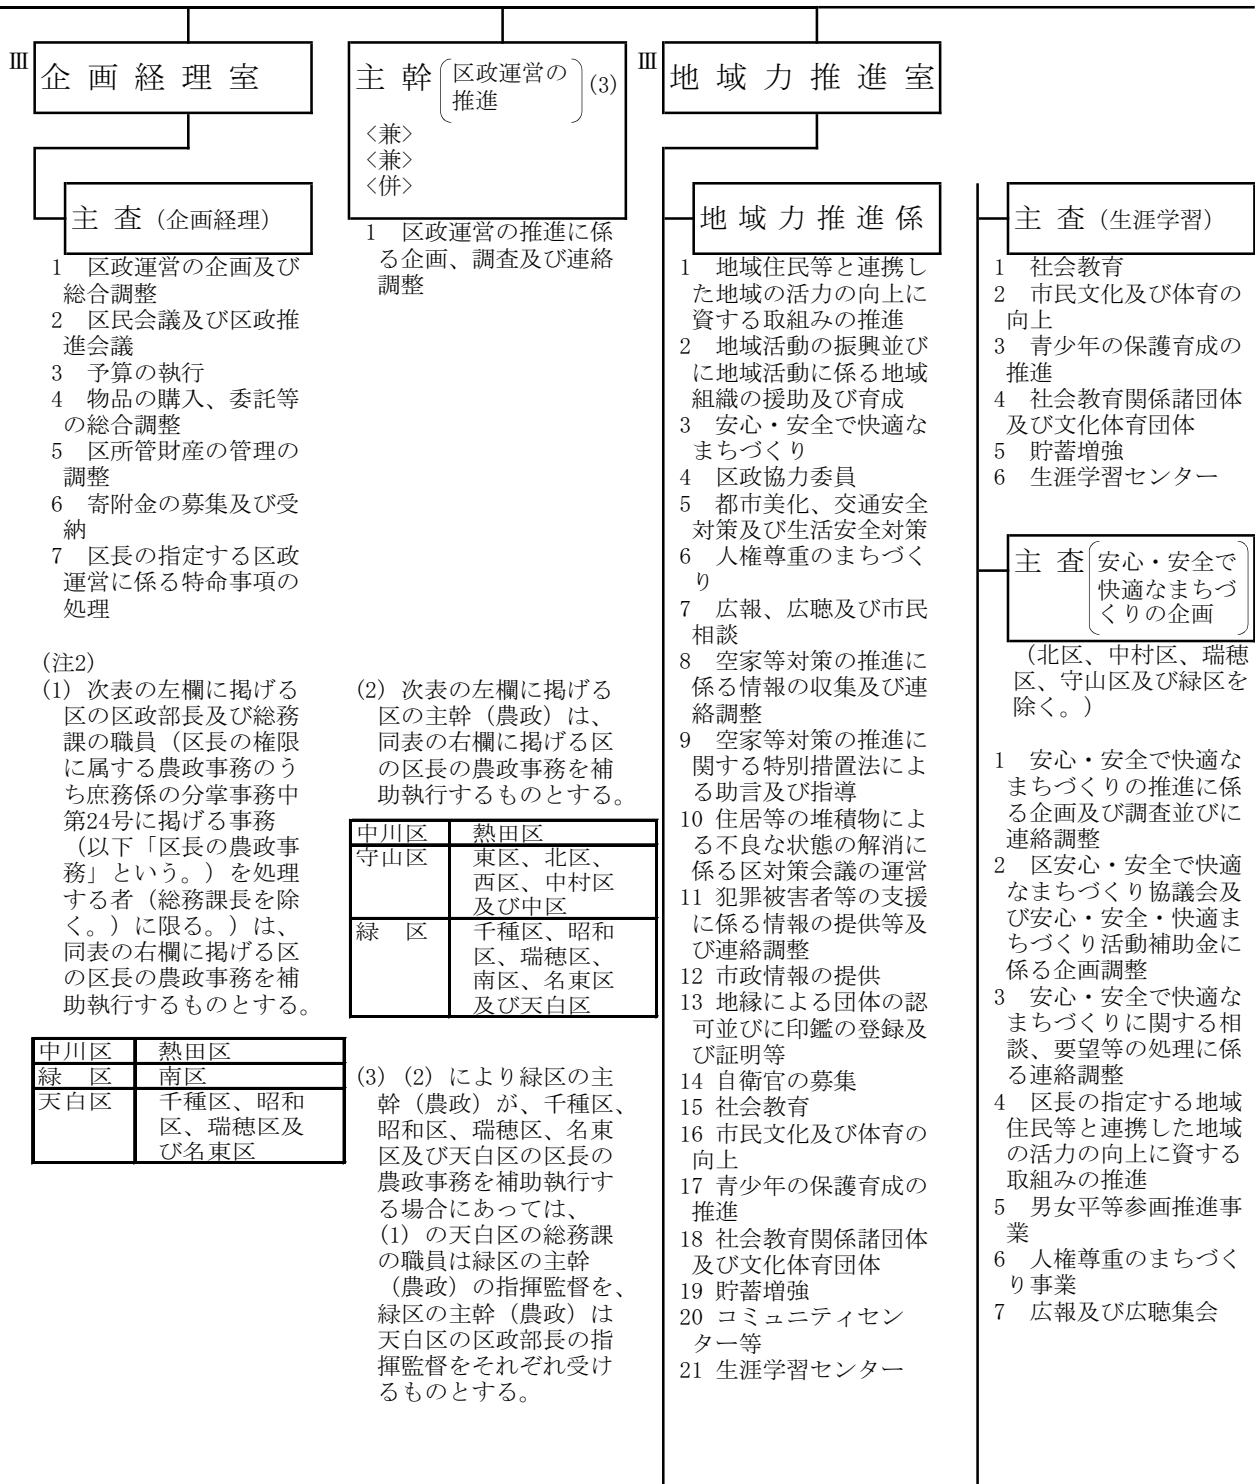 Ⅲ
企画経理室
主査（企画経理）
1　区政運営の企画及び
総合調整
2　区民会議及び区政推
進会議
3　予算の執行
4　物品の購入、委託等
の総合調整
5　区所管財産の管理の
調整
6　寄附金の募集及び受
納
7　区長の指定する区政
運営に係る特命事項の
処理
(注2)
(1) 次表の左欄に掲げる
区の区政部長及び総務
課の職員（区長の権限
に属する農政事務のう
ち庶務係の分掌事務中
第24号に掲げる事務
（以下「区長の農政事
務」という。）を処理
する者（総務課長を除
く。）に限る。）は、
同表の右欄に掲げる区
の区長の農政事務を補
助執行するものとする。
中川区　熱田区
緑　区　南区
天白区　千種区、昭和
区、瑞穂区及
び名東区
主幹（区政運営の
推進）(3)
<兼>
<兼>
<併>
1　区政運営の推進に係
る企画、調査及び連絡
調整
(2) 次表の左欄に掲げる
区の主幹（農政）は、
同表の右欄に掲げる区
の区長の農政事務を補
助執行するものとする。
中川区　熱田区
守山区　東区、北区、
西区、中村区
及び中区
緑　区　千種区、昭和
区、瑞穂区、
南区、名東区
及び天白区
(3) (2) により緑区の主
幹（農政）が、千種区、
昭和区、瑞穂区、名東
区及び天白区の区長の
農政事務を補助執行す
る場合にあっては、
(1) の天白区の総務課
の職員は緑区の主幹
（農政）の指揮監督を、
緑区の主幹（農政）は
天白区の区政部長の指
揮監督をそれぞれ受け
るものとする。
Ⅲ
地域力推進室
地域力推進係
1　地域住民等と連携し
た地域の活力の向上に
資する取組みの推進
2　地域活動の振興並び
に地域活動に係る地域
組織の援助及び育成
3　安心・安全で快適な
まちづくり
4　区政協力委員
5　都市美化、交通安全
対策及び生活安全対策
6　人権尊重のまちづく
り
7　広報、広聴及び市民
相談
8　空家等対策の推進に
係る情報の収集及び連
絡調整
9　空家等対策の推進に
関する特別措置法によ
る助言及び指導
10 住居等の堆積物によ
る不良な状態の解消に
係る区対策会議の運営
11 犯罪被害者等の支援
に係る情報の提供等及
び連絡調整
12 市政情報の提供
13 地縁による団体の認
可並びに印鑑の登録及
び証明等
14 自衛官の募集
15 社会教育
16 市民文化及び体育の
向上
17 青少年の保護育成の
推進
18 社会教育関係諸団体
及び文化体育団体
19 貯蓄増強
20 コミュニティセン
ター等
21 生涯学習センター
主査（生涯学習）
1　社会教育
2　市民文化及び体育の
向上
3　青少年の保護育成の
推進
4　社会教育関係諸団体
及び文化体育団体
5　貯蓄増強
6　生涯学習センター
主査（安心・安全で
快適なまちづ
くりの企画）
（北区、中村区、瑞穂
区、守山区及び緑区を
除く。）
1　安心・安全で快適な
まちづくりの推進に係
る企画及び調査並びに
連絡調整
2　区安心・安全で快適
なまちづくり協議会及
び安心・安全・快適ま
ちづくり活動補助金に
係る企画調整
3　安心・安全で快適な
まちづくりに関する相
談、要望等の処理に係
る連絡調整
4　区長の指定する地域
住民等と連携した地域
の活力の向上に資する
取組みの推進
5　男女平等参画推進事
業
6　人権尊重のまちづく
り事業
7　広報及び広聴集会